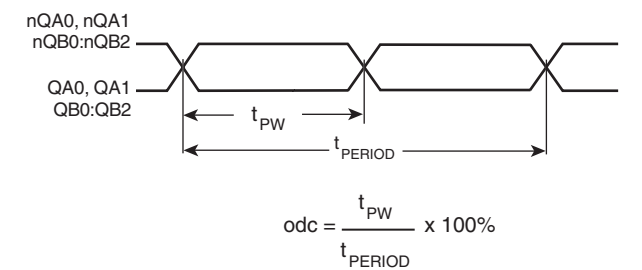 nQA0, nQA1
nQB0:nQB2
QA0, QA1
QB0:QB2
tPW
tPERIOD
odc = tPW / tPERIOD x 100%